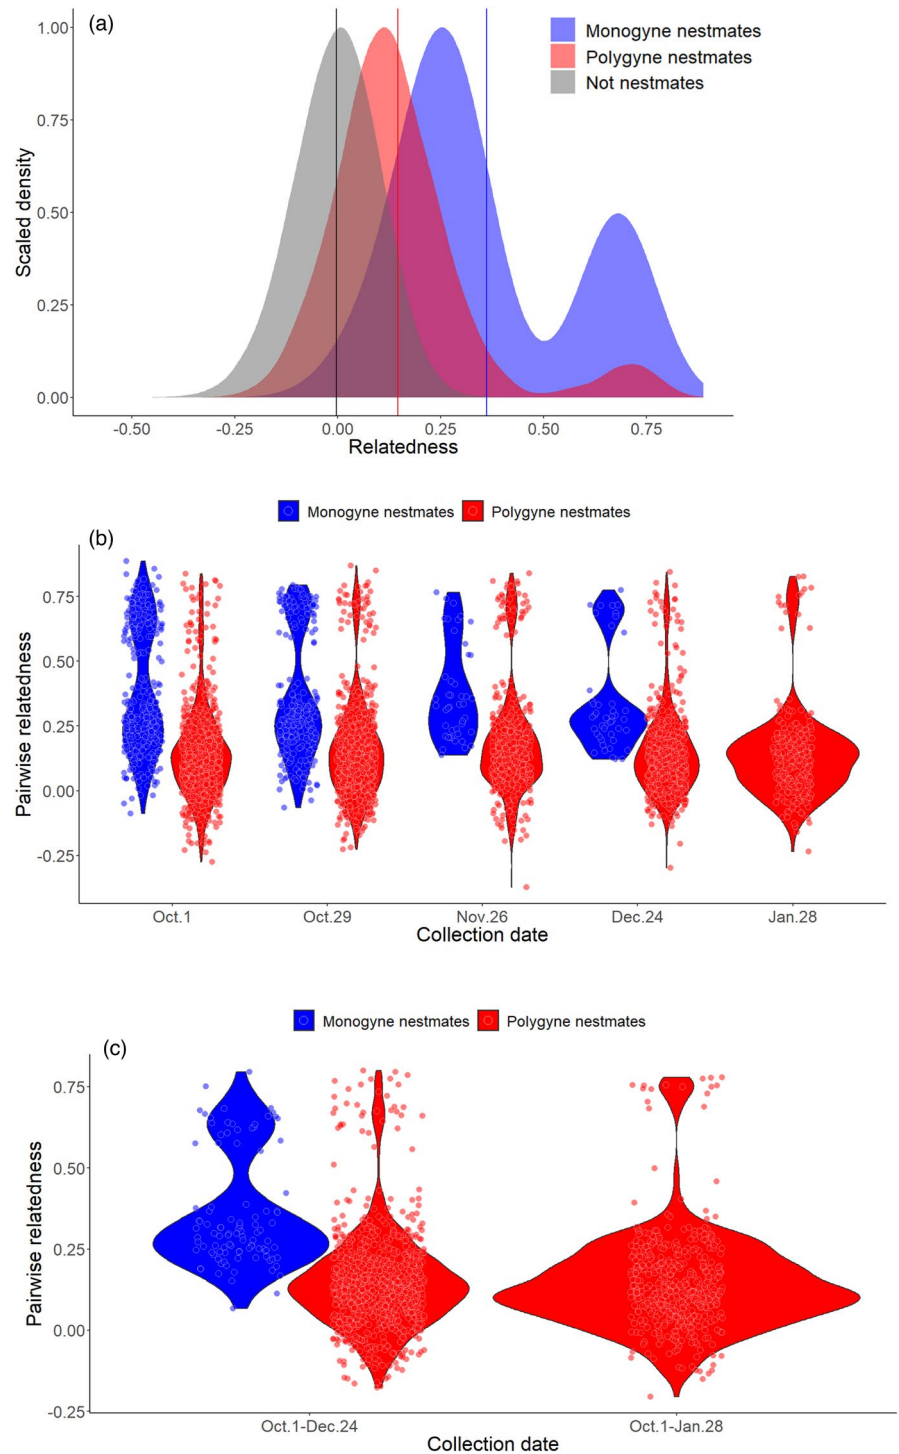 (a)
Monogyne nestmates
Polygyne nestmates
Not nestmates
1.00
0.75
0.50
0.25
0.00
Scaled density
-0.50 -0.25 0.00 0.25 0.50 0.75
Relatedness
Monogyne nestmates Polygyne nestmates
(b)
0.75
0.50
0.25
0.00
-0.25
Pairwise relatedness
Oct.1 Oct.29 Nov.26 Dec.24 Jan.28
Collection date
Monogyne nestmates Polygyne nestmates
(c)
0.75
0.50
0.25
0.00
-0.25
Pairwise relatedness
Oct.1-Dec.24 Oct.1-Jan.28
Collection date